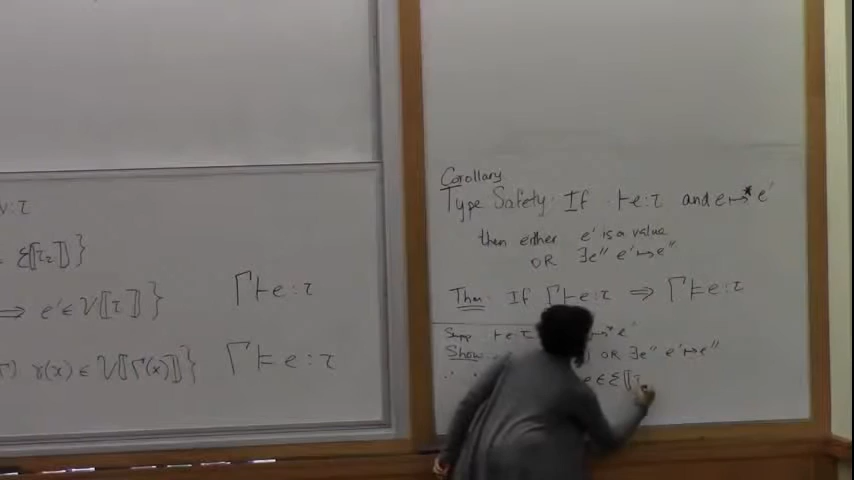 v:τ
ℰ⟦τ₂⟧}
⟹ e' ∈ 𝒱⟦τ⟧}
γ(x) ∈ 𝒱⟦Γ(x)⟧}
Γ ⊢ e : τ
Γ ⊨ e : τ
Corollary
Type Safety: If · ⊢ e : τ and e ↦* e'
then either e' is a value
OR ∃e'' e' ↦ e''
Thm: If Γ ⊢ e : τ ⟹ Γ ⊨ e : τ
Supp ⊢ e : τ ↦* e'
Show OR ∃e'' e' ↦ e''
∴ e ∈ ℰ⟦τ